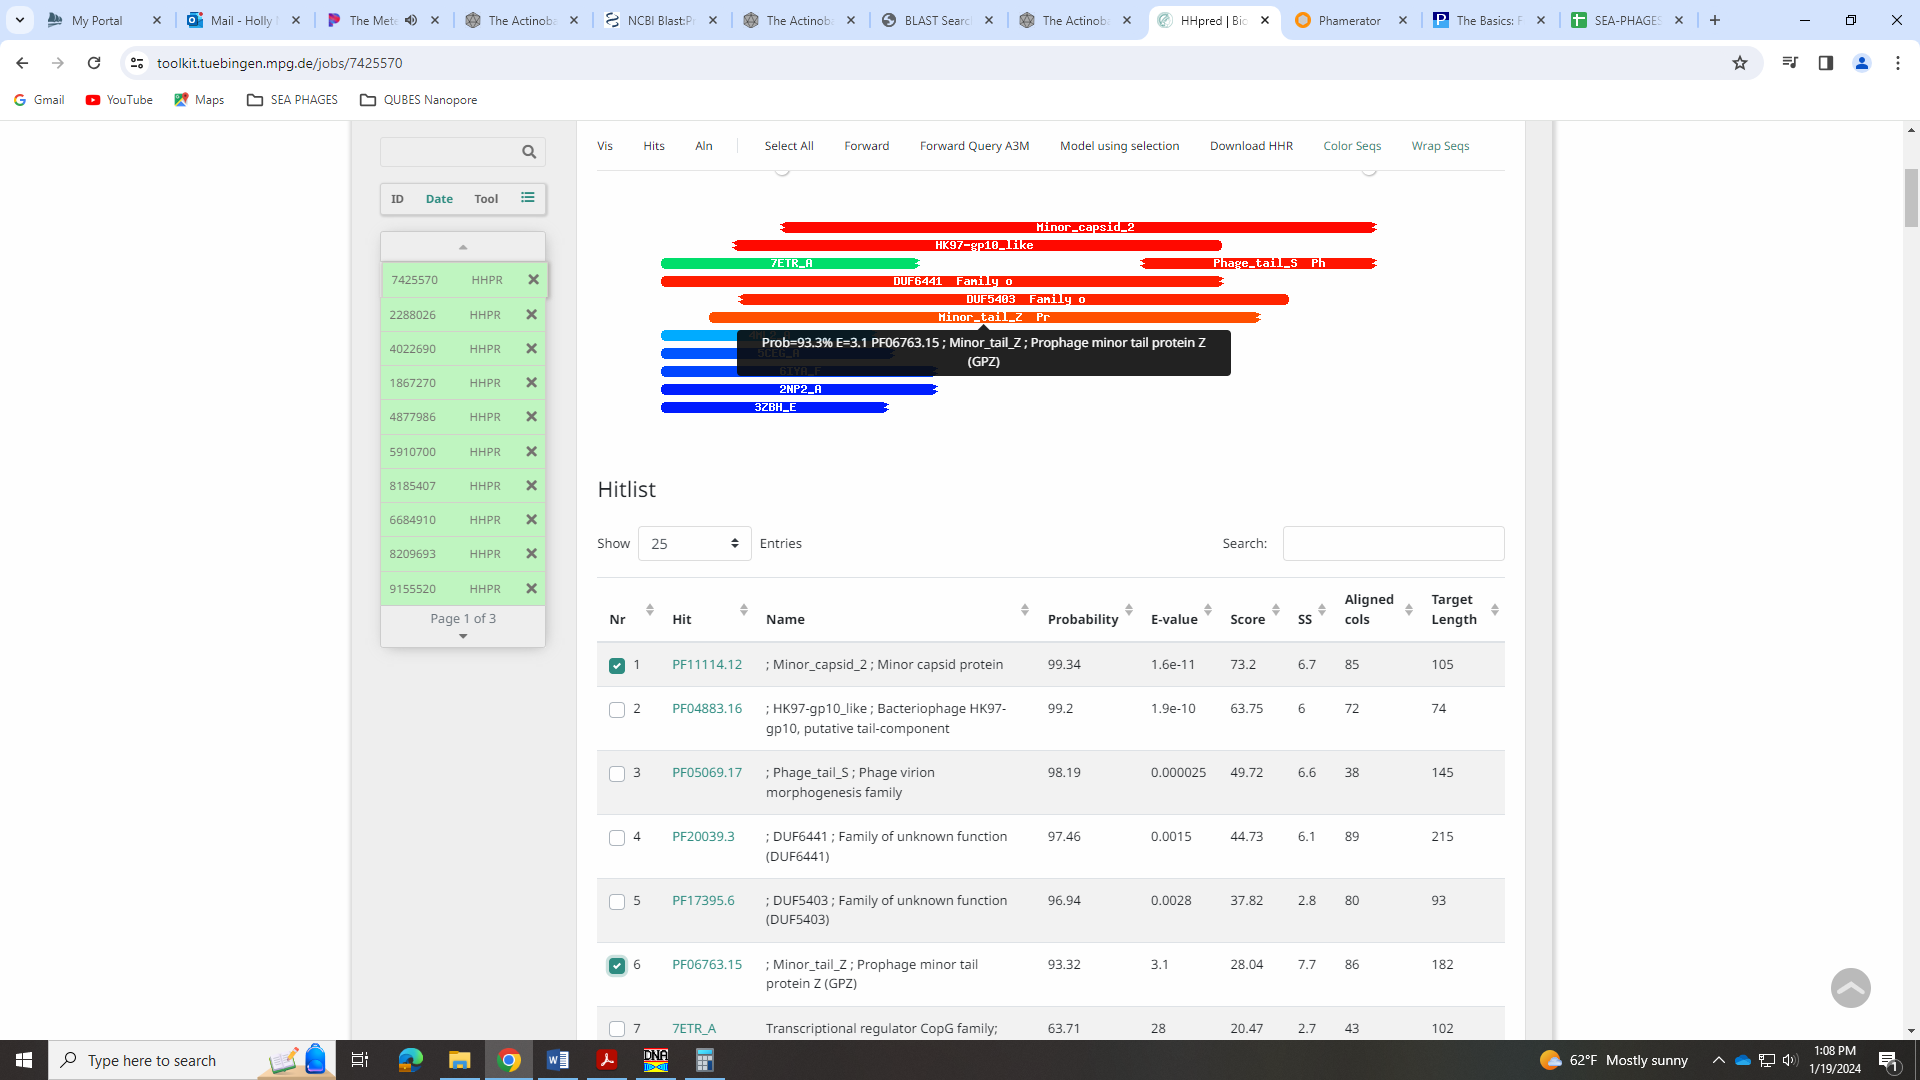 My Portal
Mail - Holly
The Mete
The Actinoba
NCBI Blast:Pr
The Actinoba
BLAST Searc
The Actinoba
HHpred | Bio
Phamerator
The Basics: F
SEA-PHAGES
toolkit.tuebingen.mpg.de/jobs/7425570
Gmail
YouTube
Maps
SEA PHAGES
QUBES Nanopore
Vis Hits Aln Select All Forward Forward Query A3M Model using selection Download HHR Color Seqs Wrap Seqs
ID Date Tool
7425570 HHPR
2288026 HHPR
4022690 HHPR
1867270 HHPR
4877986 HHPR
5910700 HHPR
8185407 HHPR
6684910 HHPR
8209693 HHPR
9155520 HHPR
Page 1 of 3
Minor_capsid_2
HK97-gp10_like
7ETR_A Phage_tail_S Ph
DUF6441 Family o
DUF5403 Family o
Minor_tail_Z Pr
Prob=93.3% E=3.1 PF06763.15 ; Minor_tail_Z ; Prophage minor tail protein Z
(GPZ)
5CEG_A
6IYA_F
2NP2_A
3ZBH_E
Hitlist
Show 25 Entries Search:
Nr Hit Name Probability E-value Score SS Aligned cols Target Length
1 PF11114.12 ; Minor_capsid_2 ; Minor capsid protein 99.34 1.6e-11 73.2 6.7 85 105
2 PF04883.16 ; HK97-gp10_like ; Bacteriophage HK97- 99.2 1.9e-10 63.75 6 72 74
gp10, putative tail-component
3 PF05069.17 ; Phage_tail_S ; Phage virion 98.19 0.000025 49.72 6.6 38 145
morphogenesis family
4 PF20039.3 ; DUF6441 ; Family of unknown function 97.46 0.0015 44.73 6.1 89 215
(DUF6441)
5 PF17395.6 ; DUF5403 ; Family of unknown function 96.94 0.0028 37.82 2.8 80 93
(DUF5403)
6 PF06763.15 ; Minor_tail_Z ; Prophage minor tail 93.32 3.1 28.04 7.7 86 182
protein Z (GPZ)
7 7ETR_A Transcriptional regulator CopG family; 63.71 28 20.47 2.7 43 102
Type here to search
DNA
62°F Mostly sunny
1:08 PM
1/19/2024
1